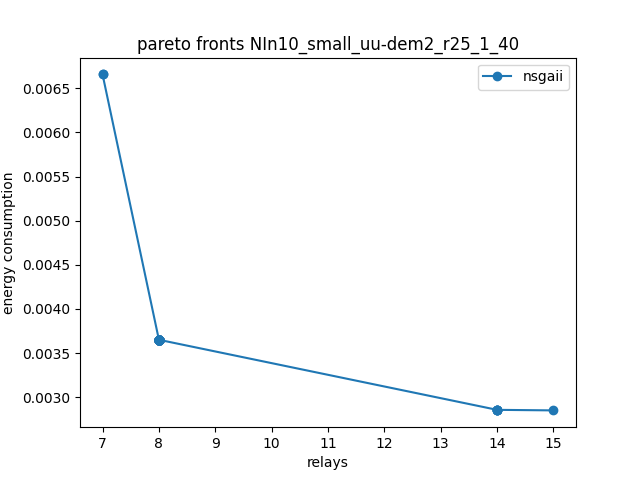 pareto fronts NIn10_small_uu-dem2_r25_1_40
nsgaii
0.0065
0.0060
0.0055
0.0050
0.0045
0.0040
0.0035
0.0030
energy consumption
7 8 9 10 11 12 13 14 15
relays